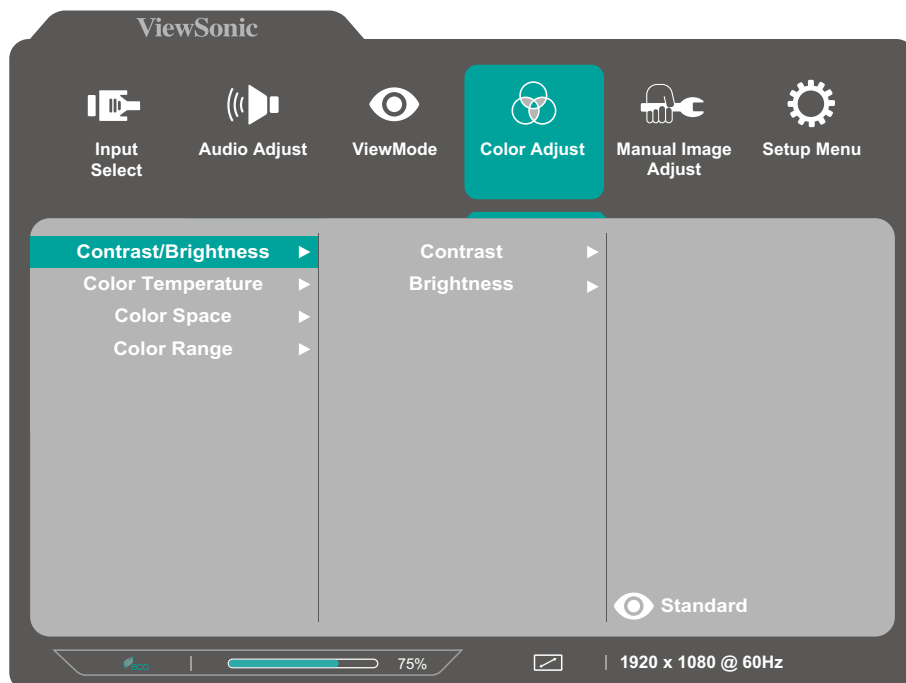 ViewSonic
Input
Select
Audio Adjust
ViewMode
Color Adjust
Manual Image
Adjust
Setup Menu
Contrast/Brightness
Color Temperature
Color Space
Color Range
Contrast
Brightness
Standard
eco
75%
1920 x 1080 @ 60Hz